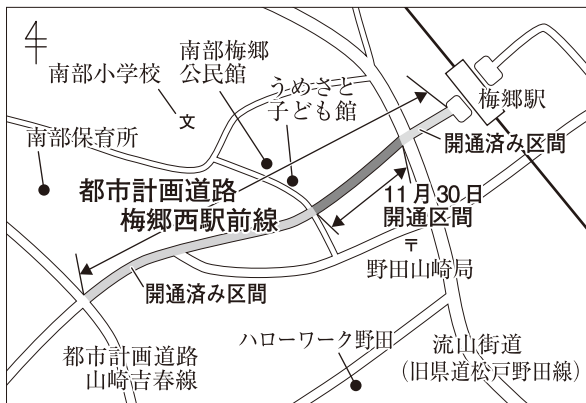 南部梅郷
公民館
南部小学校
文
うめさと
子ども館
梅郷駅
南部保育所
開通済み区間
都市計画道路
梅郷西駅前線
11月30日
開通区間
〒
野田山崎局
開通済み区間
ハローワーク野田
都市計画道路
山崎吉春線
流山街道
(旧県道松戸野田線)